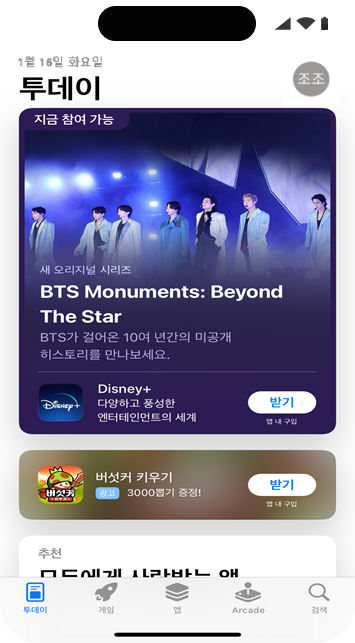 1월 16일 화요일
투데이
조조
지금 참여 가능
새 오리지널 시리즈
BTS Monuments: Beyond
The Star
BTS가 걸어온 10여 년간의 미공개
히스토리를 만나보세요.
Disney+
Disney+
다양하고 풍성한
엔터테인먼트의 세계
받기
앱 내 구입
버섯커
버섯커 키우기
광고 3000뽑기 증정!
받기
앱 내 구입
추천
모두에게 사랑받는 앱
투데이
게임
앱
Arcade
검색